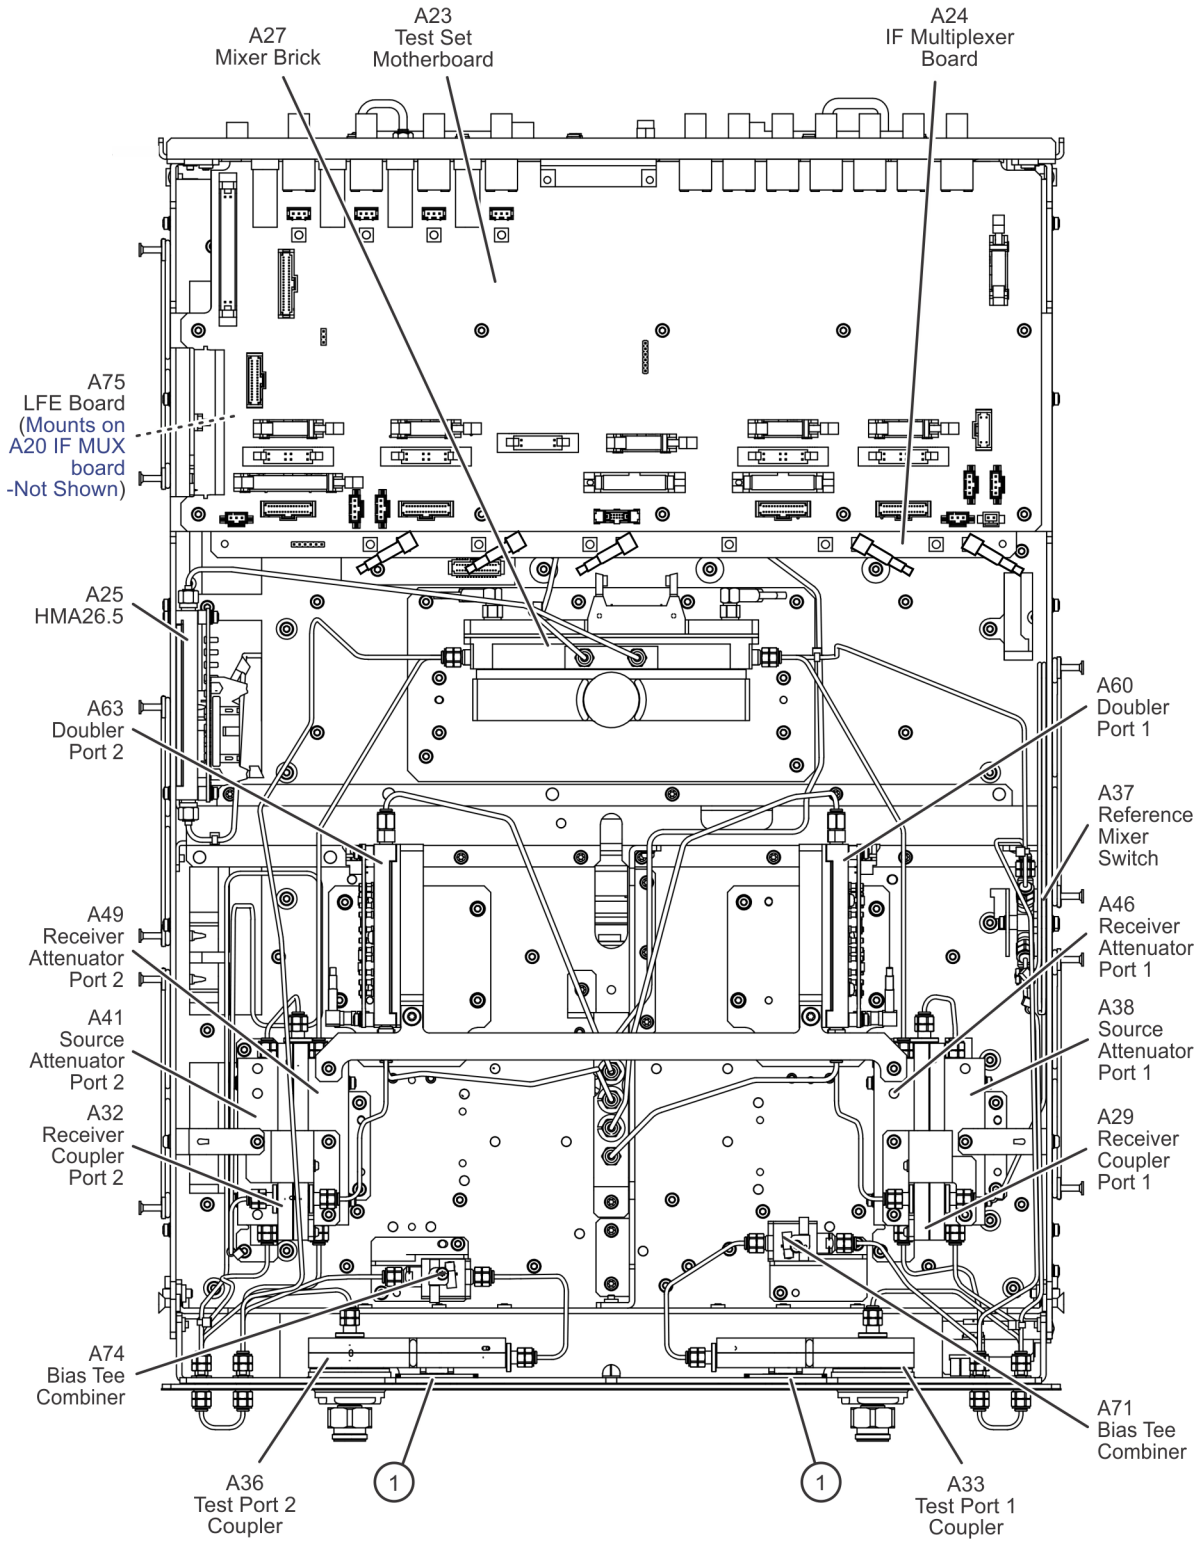 A27
Mixer Brick
A23
Test Set
Motherboard
A24
IF Multiplexer
Board
A75
LFE Board
(Mounts on
A20 IF MUX
board
-Not Shown)
A25
HMA26.5
A63
Doubler
Port 2
A49
Receiver
Attenuator
Port 2
A41
Source
Attenuator
Port 2
A32
Receiver
Coupler
Port 2
A74
Bias Tee
Combiner
A36
Test Port 2
Coupler
1
1
A33
Test Port 1
Coupler
A60
Doubler
Port 1
A37
Reference
Mixer
Switch
A46
Receiver
Attenuator
Port 1
A38
Source
Attenuator
Port 1
A29
Receiver
Coupler
Port 1
A71
Bias Tee
Combiner